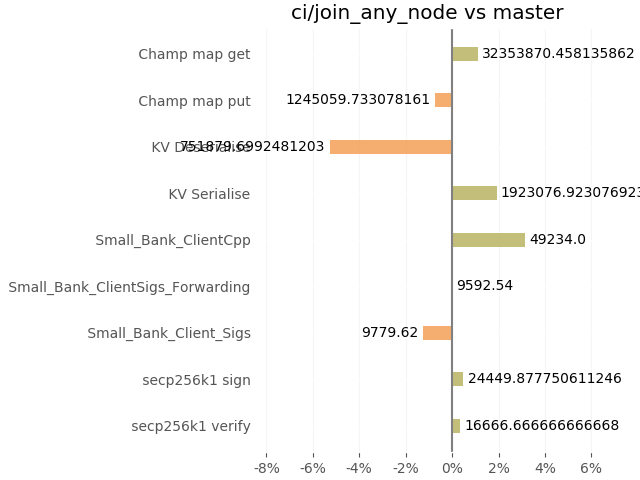 ci/join_any_node vs master
Champ map get 32353870.458135862
Champ map put 1245059.733078161
KV Deserialise 751879.6992481203
KV Serialise 1923076.923076923
Small_Bank_ClientCpp 49234.0
Small_Bank_ClientSigs_Forwarding 9592.54
Small_Bank_Client_Sigs 9779.62
secp256k1 sign 24449.877750611246
secp256k1 verify 16666.666666666668
-8% -6% -4% -2% 0% 2% 4% 6%